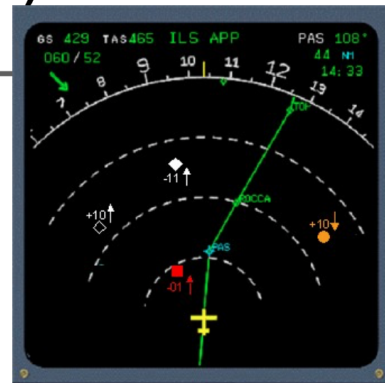 GS 429 TAS465 ILS APP PAS 108°
060/52 44 NM
14:33
7 8 9 10 11 12 13 14
TOP
-11↑
ROCCA
+10↑
+10↓
PAS
-01↑